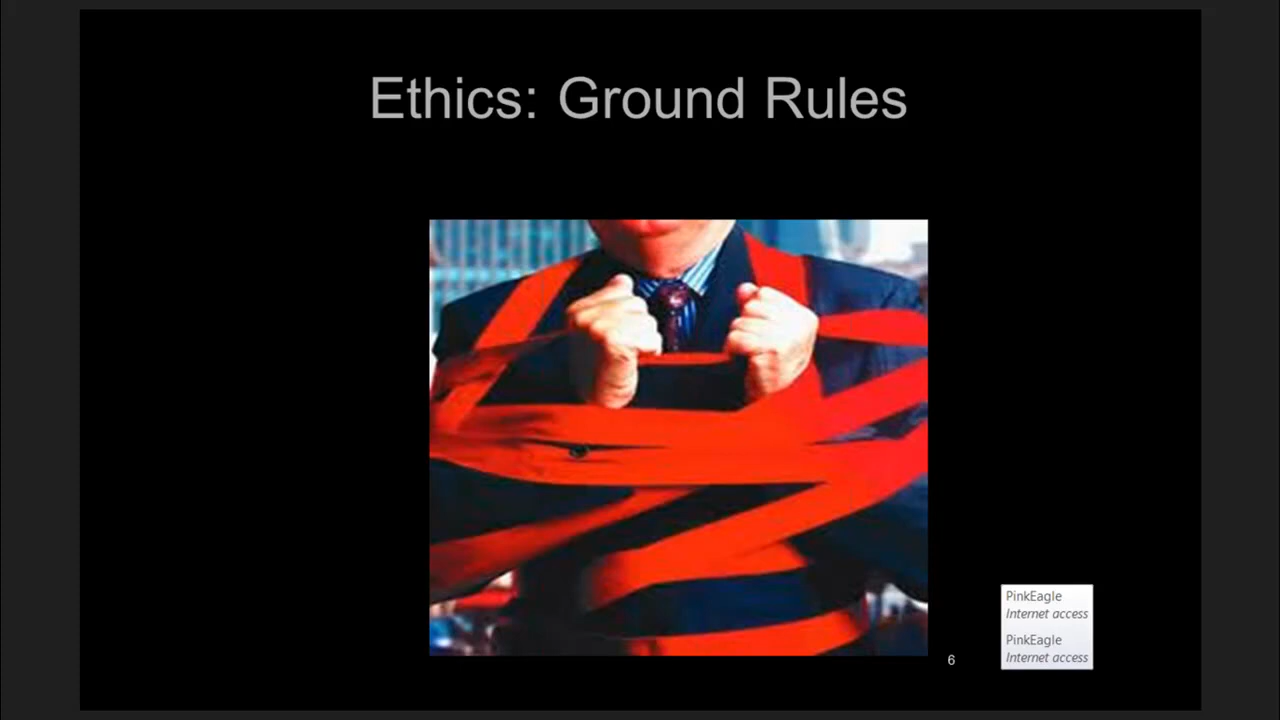 Ethics: Ground Rules
6
PinkEagle
Internet access
PinkEagle
Internet access